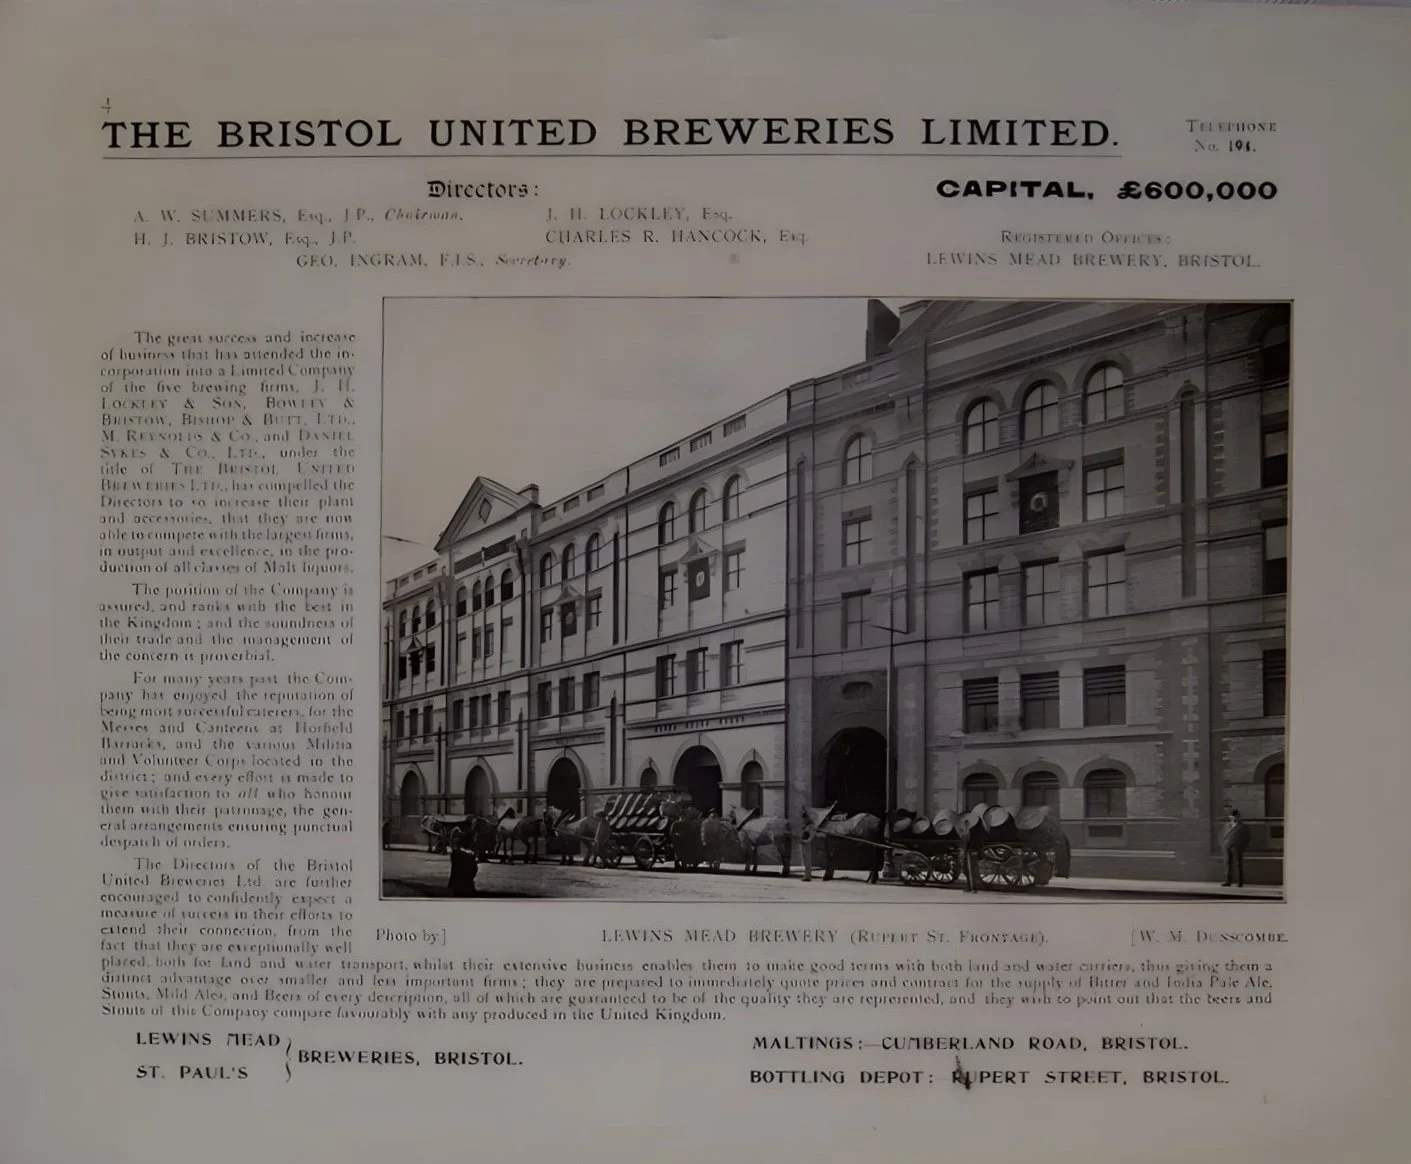 THE BRISTOL UNITED BREWERIES LIMITED.
TELEPHONE
No. 194.
Directors:
CAPITAL, £600,000
A. W. SUMMERS, Esq., J.P., Chairman.
J. H. LOCKLEY, Esq.
H. J. BRISTOW, Esq., J.P.
CHARLES R. HANCOCK, Esq.
GEO. INGRAM, F.I.S., Secretary.
REGISTERED OFFICES:
LEWINS MEAD BREWERY, BRISTOL.
The great success and increase
of business that has attended the in-
corporation into a Limited Company
of the five brewing firms, J. H.
LOCKLEY & SON, BOWLEY &
BRISTOW, BISHOP & BUTT, LTD.,
M. REYNOLDS & CO., and DANIEL
SYKES & CO., LTD., under the
title of THE BRISTOL UNITED
BREWERIES LTD., has compelled the
Directors to so increase their plant
and accessories, that they are now
able to compete with the largest firms,
in output and excellence, in the pro-
duction of all classes of Malt liquors.
The position of the Company is
assured, and ranks with the best in
the Kingdom; and the soundness of
their trade and the management of
the concern is proverbial.
For many years past the Com-
pany has enjoyed the reputation of
being most successful caterers, for the
Messes and Canteens at Horfield
Barracks, and the various Militia
and Volunteer Corps located in the
district; and every effort is made to
give satisfaction to all who honour
them with their patronage, the gen-
eral arrangements ensuring punctual
despatch of orders.
The Directors of the Bristol
United Breweries Ltd. are further
encouraged to confidently expect a
measure of success in their efforts to
extend their connection, from the
fact that they are exceptionally well
Photo by]
LEWINS MEAD BREWERY (RUPERT ST. FRONTAGE).
[W. M. DUNSCOMBE.
placed, both for land and water transport, whilst their extensive business enables them to make good terms with both land and water carriers, thus giving them a
distinct advantage over smaller and less important firms; they are prepared to immediately quote prices and contract for the supply of Bitter and India Pale Ale,
Stouts, Mild Ales, and Beers of every description, all of which are guaranteed to be of the quality they are represented, and they wish to point out that the beers and
Stouts of this Company compare favourably with any produced in the United Kingdom.
LEWINS MEAD
ST. PAUL'S
BREWERIES, BRISTOL.
MALTINGS:—CUMBERLAND ROAD, BRISTOL.
BOTTLING DEPOT: RUPERT STREET, BRISTOL.